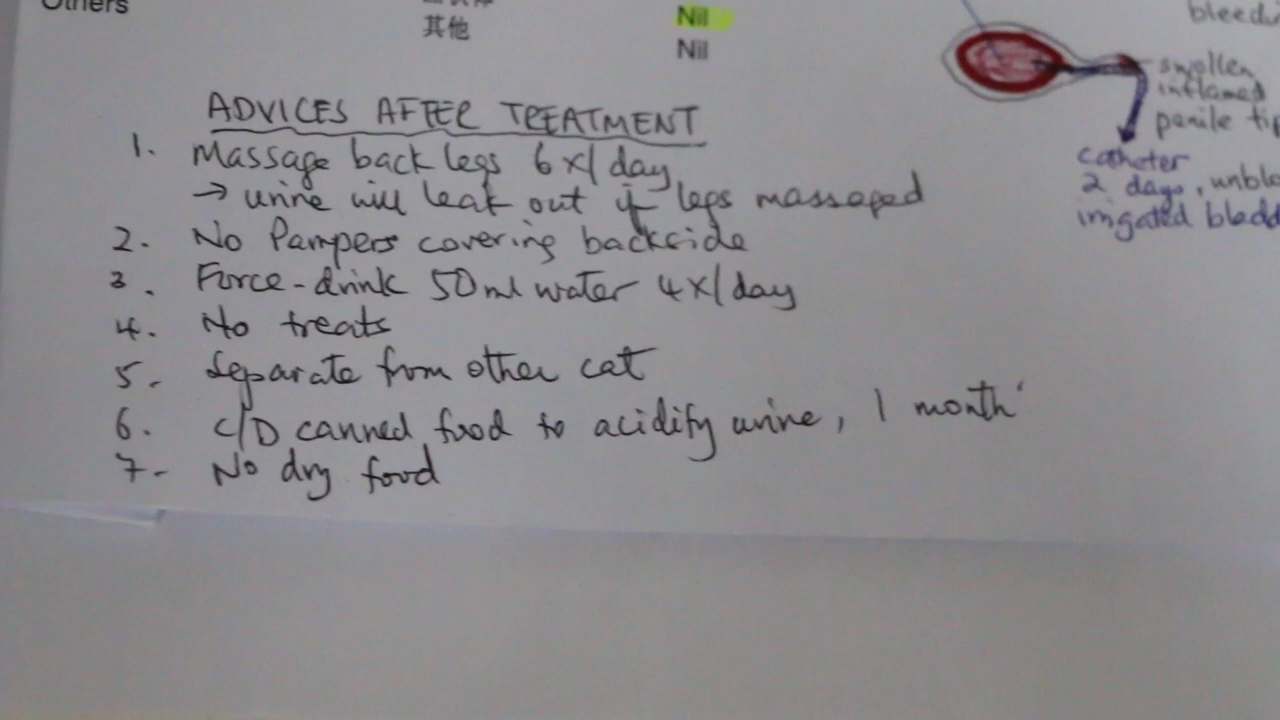 Others
其他
Nil
Nil
ADVICES AFTER TREATMENT
1. Massage back legs 6x/day
→ urine will leak out if legs massaged
2. No Pampers covering backside
3. Force-drink 50ml water 4x/day
4. No treats
5. Separate from other cat
6. C/D canned food to acidify urine, 1 month
7- No dry food
swollen
inflamed
penile tip
catheter
2 days,
irrigated